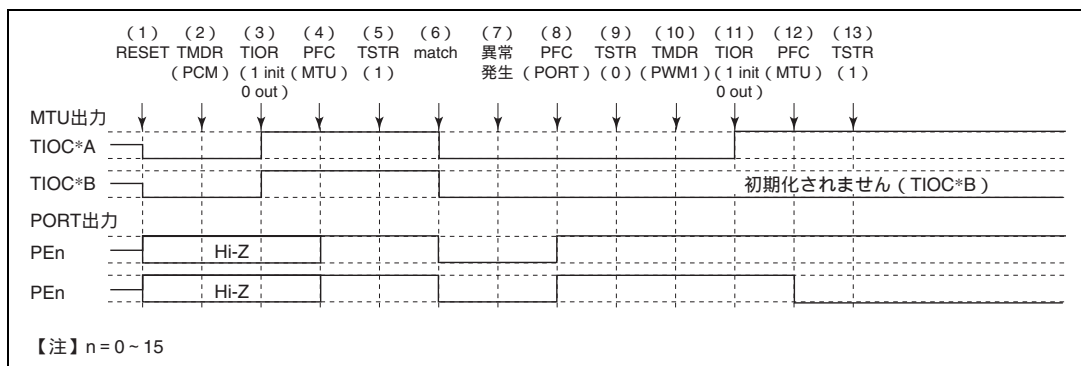 (1) (2) (3) (4) (5) (6) (7) (8) (9) (10) (11) (12) (13)
RESET TMDR TIOR PFC TSTR match 異常 PFC TSTR TMDR TIOR PFC TSTR
(PCM) (1 init (MTU) (1) 発生 (PORT) (0) (PWM1) (1 init (MTU) (1)
0 out) 0 out)
MTU出力
TIOC*A
TIOC*B 初期化されません(TIOC*B)
PORT出力
PEn Hi-Z
PEn Hi-Z
【注】n = 0 ~ 15